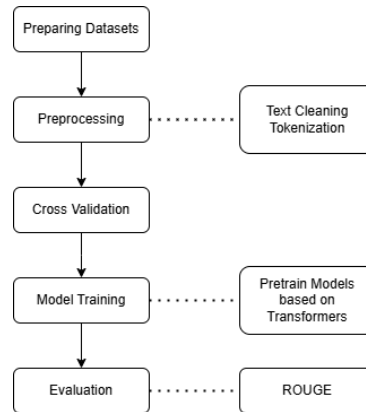 Preparing Datasets
Preprocessing
Text Cleaning
Tokenization
Cross Validation
Model Training
Pretrain Models
based on
Transformers
Evaluation
ROUGE